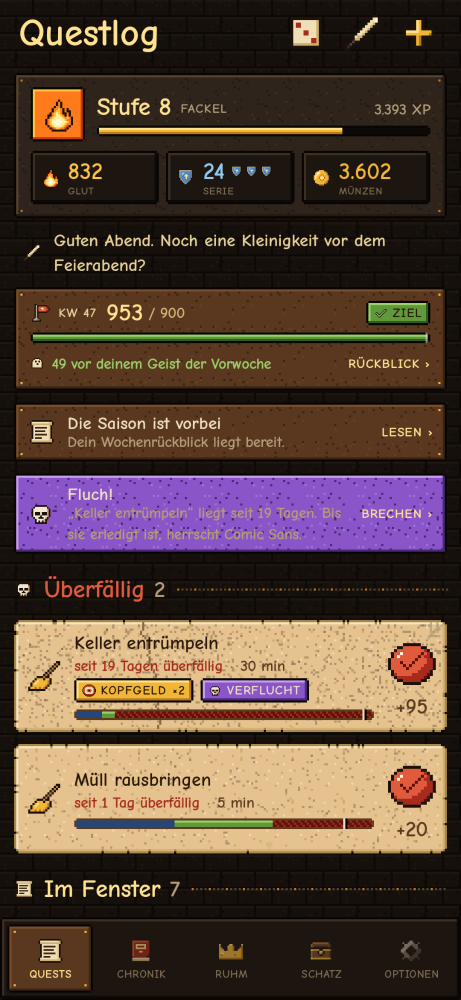 Questlog
Stufe 8 FACKEL 3.393 XP
832
GLUT
24
SERIE
3.602
MÜNZEN
Guten Abend. Noch eine Kleinigkeit vor dem
Feierabend?
KW 47 953 / 900 ZIEL
49 vor deinem Geist der Vorwoche RÜCKBLICK ›
Die Saison ist vorbei
Dein Wochenrückblick liegt bereit.
LESEN ›
Fluch!
„Keller entrümpeln“ liegt seit 19 Tagen. Bis
sie erledigt ist, herrscht Comic Sans.
BRECHEN ›
Überfällig 2
Keller entrümpeln
seit 19 Tagen überfällig 30 min
KOPFGELD ×2 VERFLUCHT
+95
Müll rausbringen
seit 1 Tag überfällig 5 min
+20
Im Fenster 7
QUESTS CHRONIK RUHM SCHATZ OPTIONEN